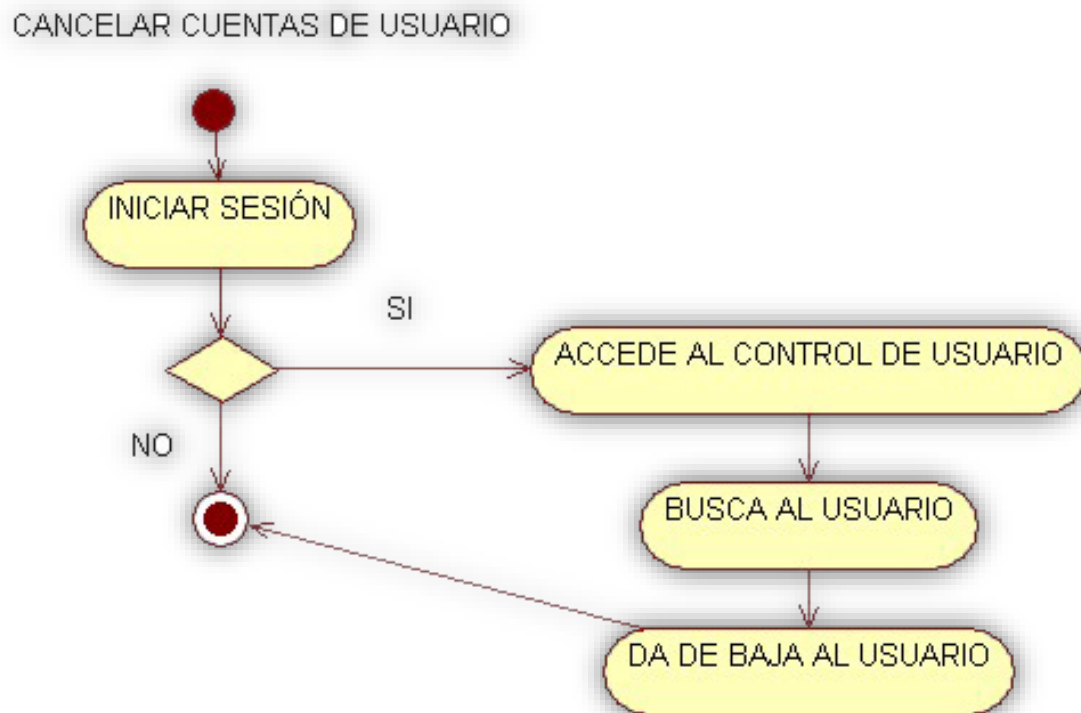 CANCELAR CUENTAS DE USUARIO
INICIAR SESIÓN
SI
ACCEDE AL CONTROL DE USUARIO
NO
BUSCA AL USUARIO
DA DE BAJA AL USUARIO